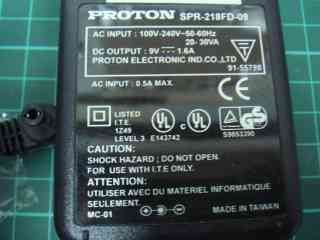 PROTON SPR-218FD-09
AC INPUT : 100V-240V~50-60Hz
20- 30VA
DC OUTPUT : 9V 1.6A
PROTON ELECTRONIC IND.CO.,LTD
91-55798
AC INPUT : 0.5A MAX.
LISTED
I.T.E.
1Z49
LEVEL 3 E143742
S9853390
CAUTION:
SHOCK HAZARD ; DO NOT OPEN.
FOR USE WITH I.T.E ONLY.
ATTENTION:
UTILISER AVEC DU MATERIEL INFORMATIQUE
SEULEMENT.
MC-01
MADE IN TAIWAN